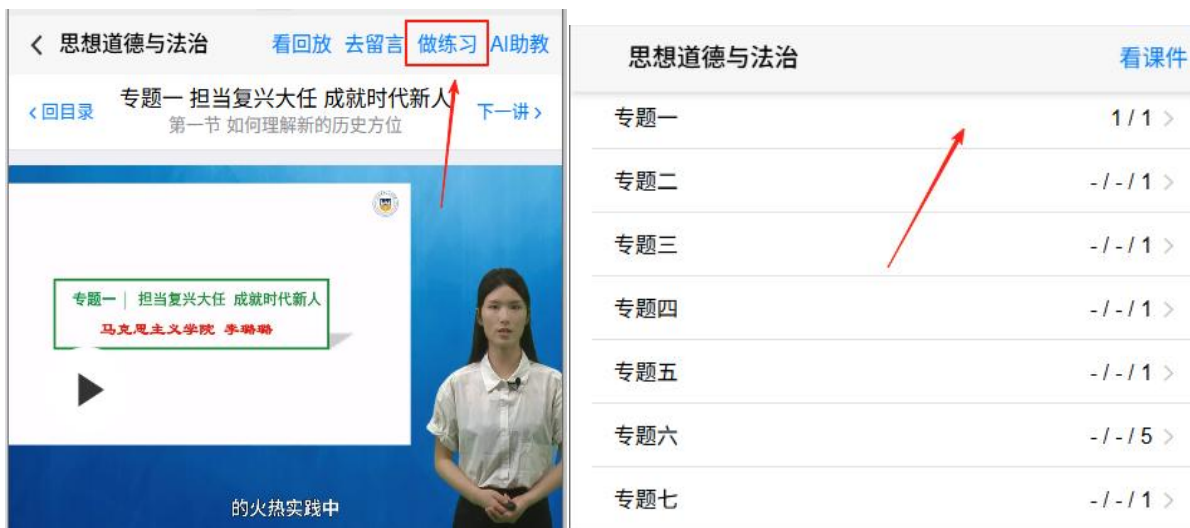 思想道德与法治 看回放 去留言 做练习 AI助教
<回目录 专题一 担当复兴大任 成就时代新人 下一讲>
第一节 如何理解新的历史方位
专题一 | 担当复兴大任 成就时代新人
马克思主义学院 李璐璐
的火热实践中
思想道德与法治 看课件
专题一 1 / 1 >
专题二 - / - / 1 >
专题三 - / - / 1 >
专题四 - / - / 1 >
专题五 - / - / 1 >
专题六 - / - / 5 >
专题七 - / - / 1 >